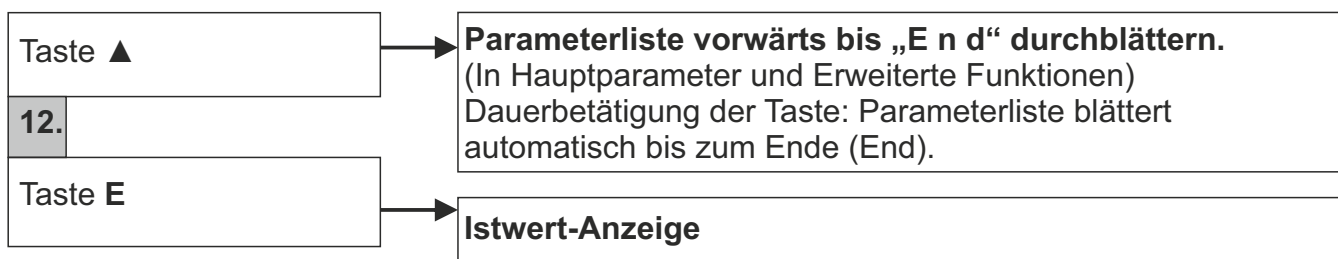 Taste ▲
Parameterliste vorwärts bis „E n d“ durchblättern.
(In Hauptparameter und Erweiterte Funktionen)
Dauerbetätigung der Taste: Parameterliste blättert
automatisch bis zum Ende (End).
12.
Taste E
Istwert-Anzeige